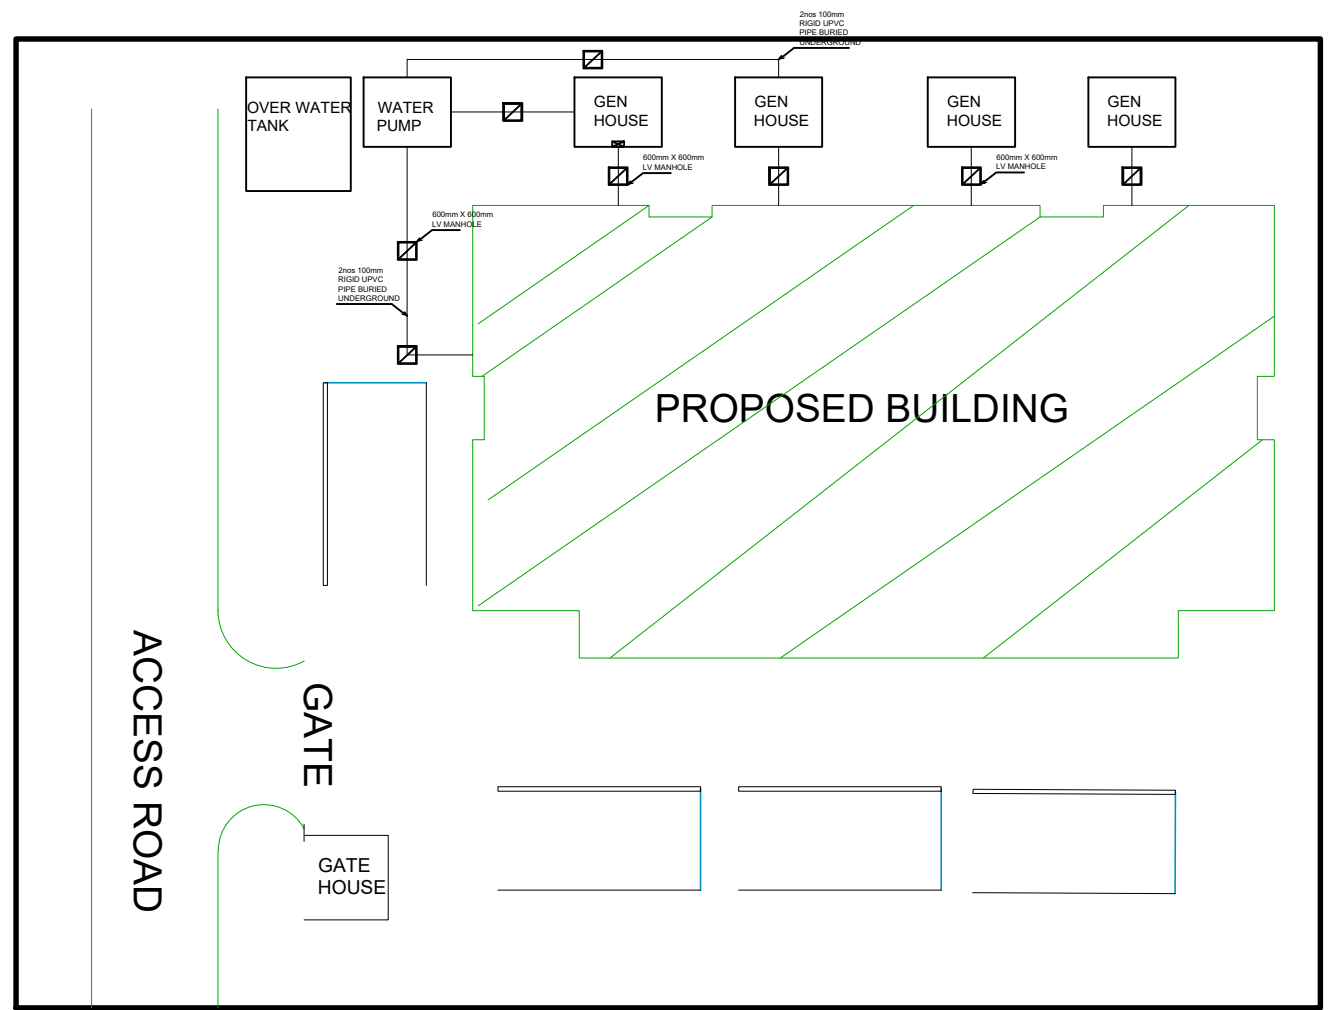 2nos 100mm
RIGID UPVC
PIPE BURIED
UNDERGROUND
OVER WATER
TANK
WATER
PUMP
GEN
HOUSE
GEN
HOUSE
GEN
HOUSE
GEN
HOUSE
600mm X 600mm
LV MANHOLE
600mm X 600mm
LV MANHOLE
600mm X 600mm
LV MANHOLE
2nos 100mm
RIGID UPVC
PIPE BURIED
UNDERGROUND
PROPOSED BUILDING
ACCESS ROAD
GATE
GATE
HOUSE